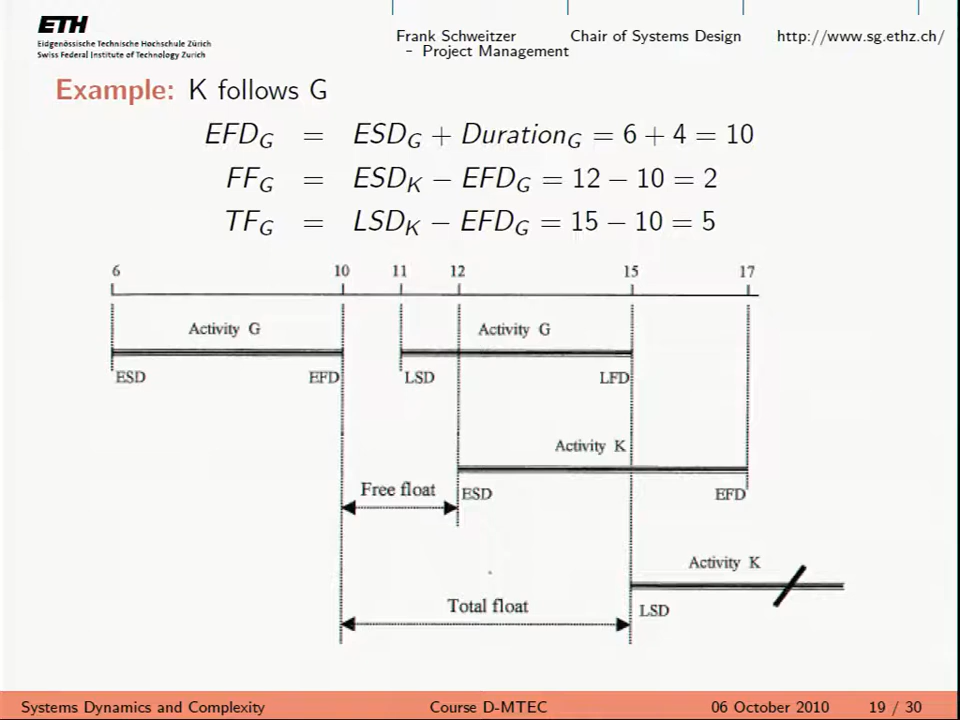 ETH
Eidgenössische Technische Hochschule Zürich
Swiss Federal Institute of Technology Zurich
Frank Schweitzer Chair of Systems Design http://www.sg.ethz.ch/
– Project Management
Example: K follows G
EFD_G = ESD_G + Duration_G = 6 + 4 = 10
FF_G = ESD_K − EFD_G = 12 − 10 = 2
TF_G = LSD_K − EFD_G = 15 − 10 = 5
6 10 11 12 15 17
Activity G Activity G
ESD EFD LSD LFD
Activity K
Free float ESD EFD
Activity K
Total float LSD
Systems Dynamics and Complexity Course D-MTEC 06 October 2010 19 / 30